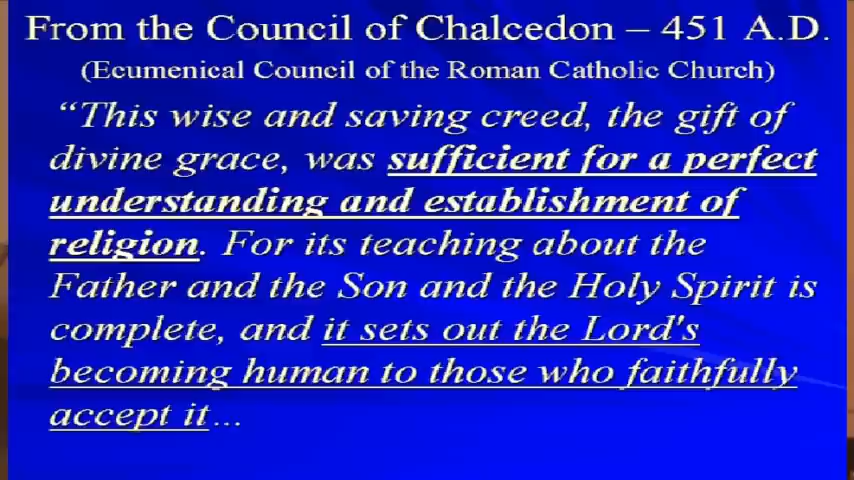 From the Council of Chalcedon – 451 A.D.
(Ecumenical Council of the Roman Catholic Church)
“This wise and saving creed, the gift of
divine grace, was sufficient for a perfect
understanding and establishment of
religion. For its teaching about the
Father and the Son and the Holy Spirit is
complete, and it sets out the Lord's
becoming human to those who faithfully
accept it...